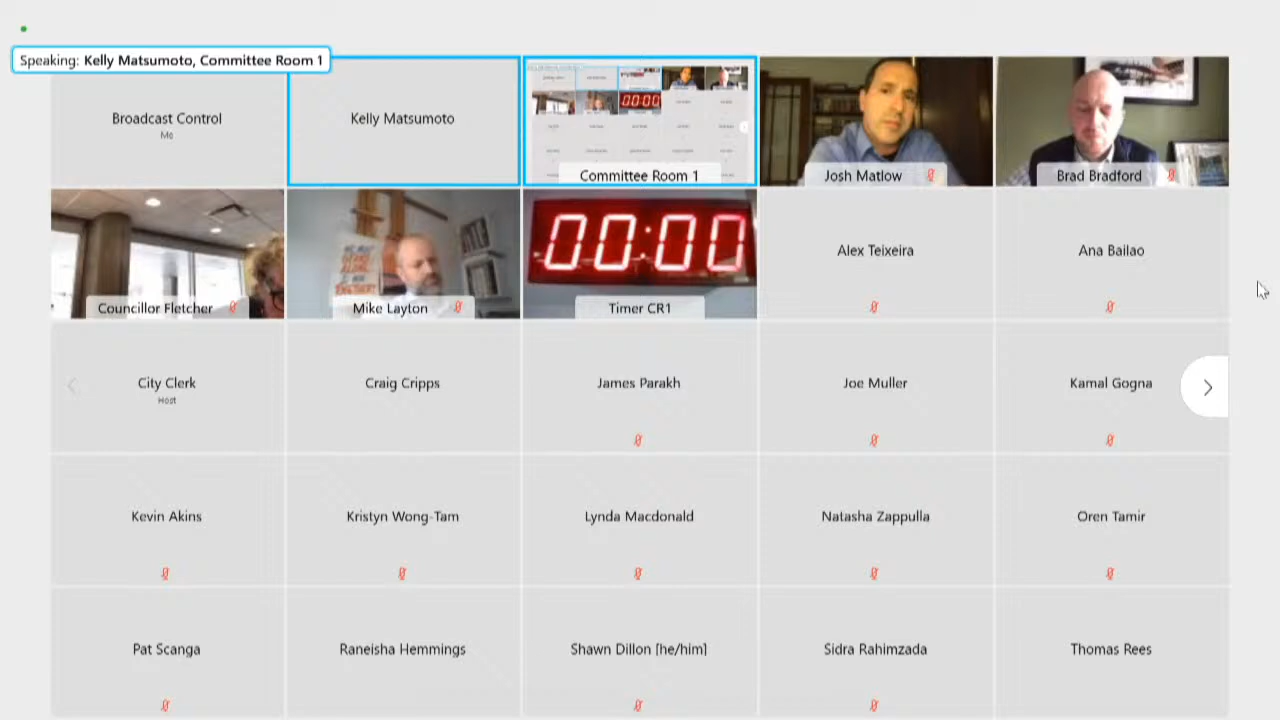 Speaking: Kelly Matsumoto, Committee Room 1
Broadcast Control
Me
Kelly Matsumoto
Committee Room 1
Josh Matlow
Brad Bradford
Councillor Fletcher
Mike Layton
00:00
Timer CR1
Alex Teixeira
Ana Bailao
City Clerk
Host
Craig Cripps
James Parakh
Joe Muller
Kamal Gogna
Kevin Akins
Kristyn Wong-Tam
Lynda Macdonald
Natasha Zappulla
Oren Tamir
Pat Scanga
Raneisha Hemmings
Shawn Dillon [he/him]
Sidra Rahimzada
Thomas Rees